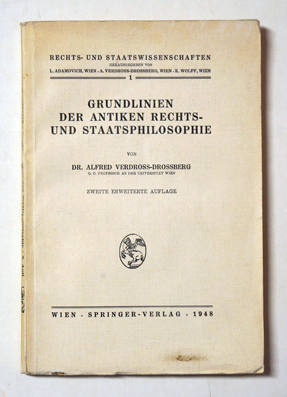 RECHTS- UND STAATSWISSENSCHAFTEN
HERAUSGEGEBEN VON
L. ADAMOVICH, WIEN - A. VERDROSS-DROSSBERG, WIEN - K. WOLFF, WIEN
1
GRUNDLINIEN
DER ANTIKEN RECHTS-
UND STAATSPHILOSOPHIE
VON
DR. ALFRED VERDROSS-DROSSBERG
O. Ö. PROFESSOR AN DER UNIVERSITÄT WIEN
ZWEITE ERWEITERTE AUFLAGE
WIEN · SPRINGER-VERLAG · 1948